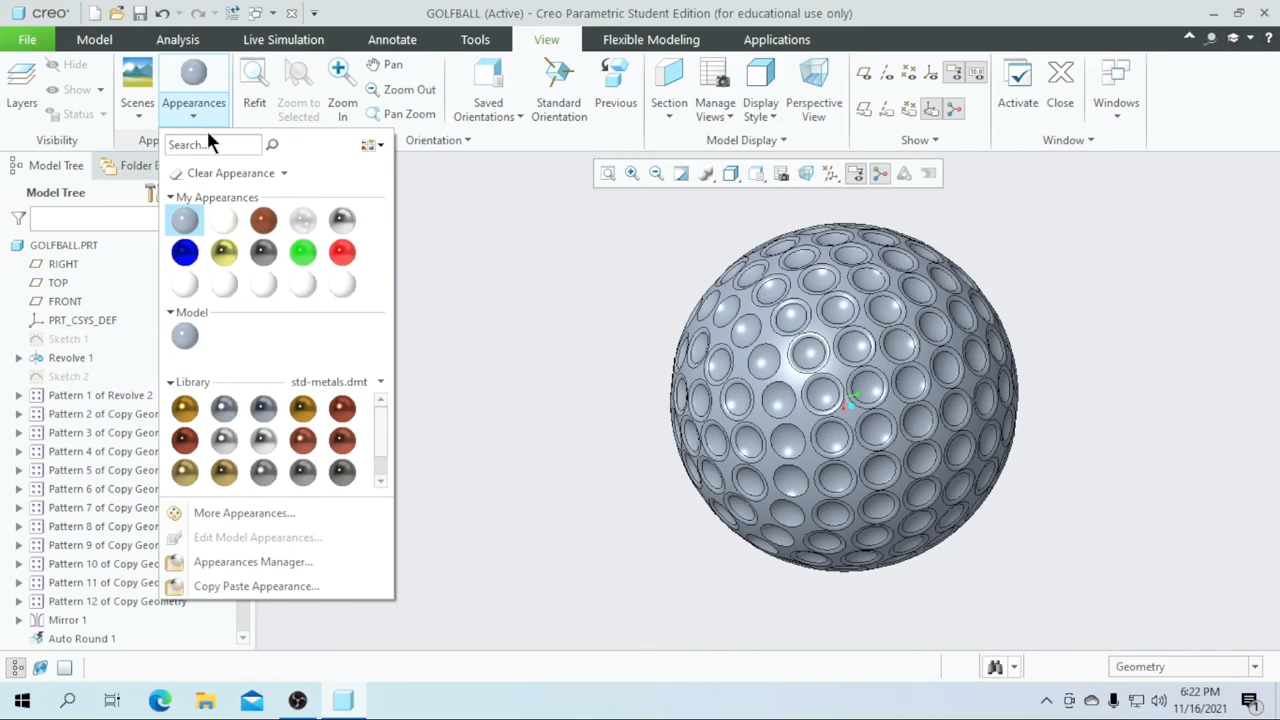 creo GOLFBALL (Active) - Creo Parametric Student Edition (for educational use only)
File Model Analysis Live Simulation Annotate Tools View Flexible Modeling Applications
Hide
Show
Status
Layers
Scenes
Appearances
Refit
Zoom to Selected
Zoom In
Pan
Zoom Out
Pan Zoom
Saved Orientations
Standard Orientation
Previous
Section
Manage Views
Display Style
Perspective View
10.0
Activate
Close
Windows
Visibility
App
Orientation
Model Display
Show
Window
Model Tree
Folder B
Model Tree
GOLFBALL.PRT
RIGHT
TOP
FRONT
PRT_CSYS_DEF
Sketch 1
Revolve 1
Sketch 2
Pattern 1 of Revolve 2
Pattern 2 of Copy Geor
Pattern 3 of Copy Geor
Pattern 4 of Copy Geor
Pattern 5 of Copy Geor
Pattern 6 of Copy Geor
Pattern 7 of Copy Geor
Pattern 8 of Copy Geor
Pattern 9 of Copy Geor
Pattern 10 of Copy Geo
Pattern 11 of Copy Geo
Pattern 12 of Copy Geometry
Mirror 1
Auto Round 1
Search...
Clear Appearance
My Appearances
Model
Library std-metals.dmt
More Appearances...
Edit Model Appearances...
Appearances Manager...
Copy Paste Appearance...
Geometry
6:22 PM
11/16/2021